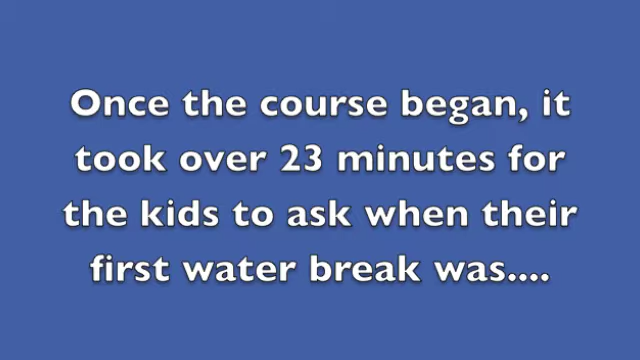 Once the course began, it
took over 23 minutes for
the kids to ask when their
first water break was....